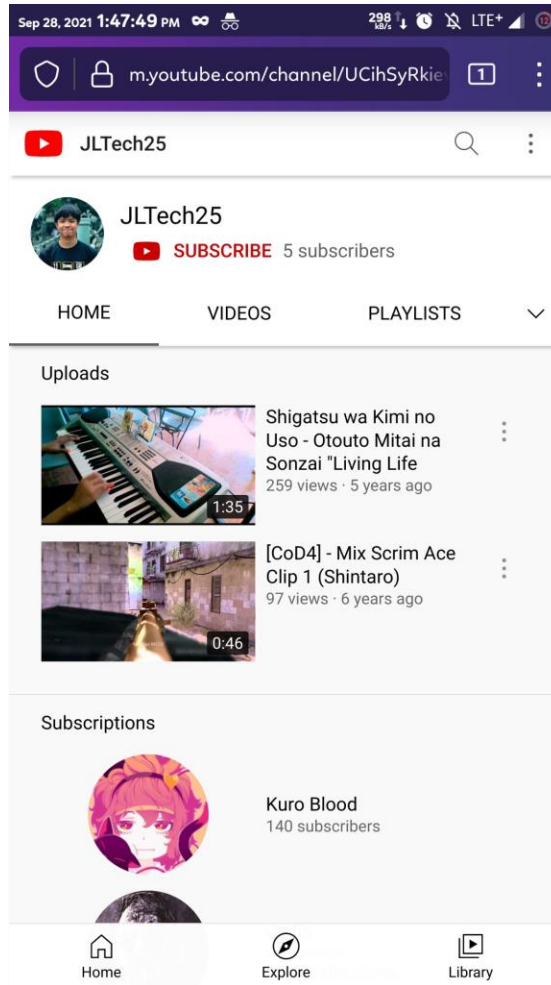 Sep 28, 2021 1:47:49 PM 298 KB/s LTE+ 12
m.youtube.com/channel/UCihSyRkie 1
JLTech25
JLTech25
SUBSCRIBE 5 subscribers
HOME VIDEOS PLAYLISTS
Uploads
Shigatsu wa Kimi no
Uso - Otouto Mitai na
Sonzai "Living Life
259 views · 5 years ago
1:35
[CoD4] - Mix Scrim Ace
Clip 1 (Shintaro)
97 views · 6 years ago
0:46
Subscriptions
Kuro Blood
140 subscribers
Home Explore Library